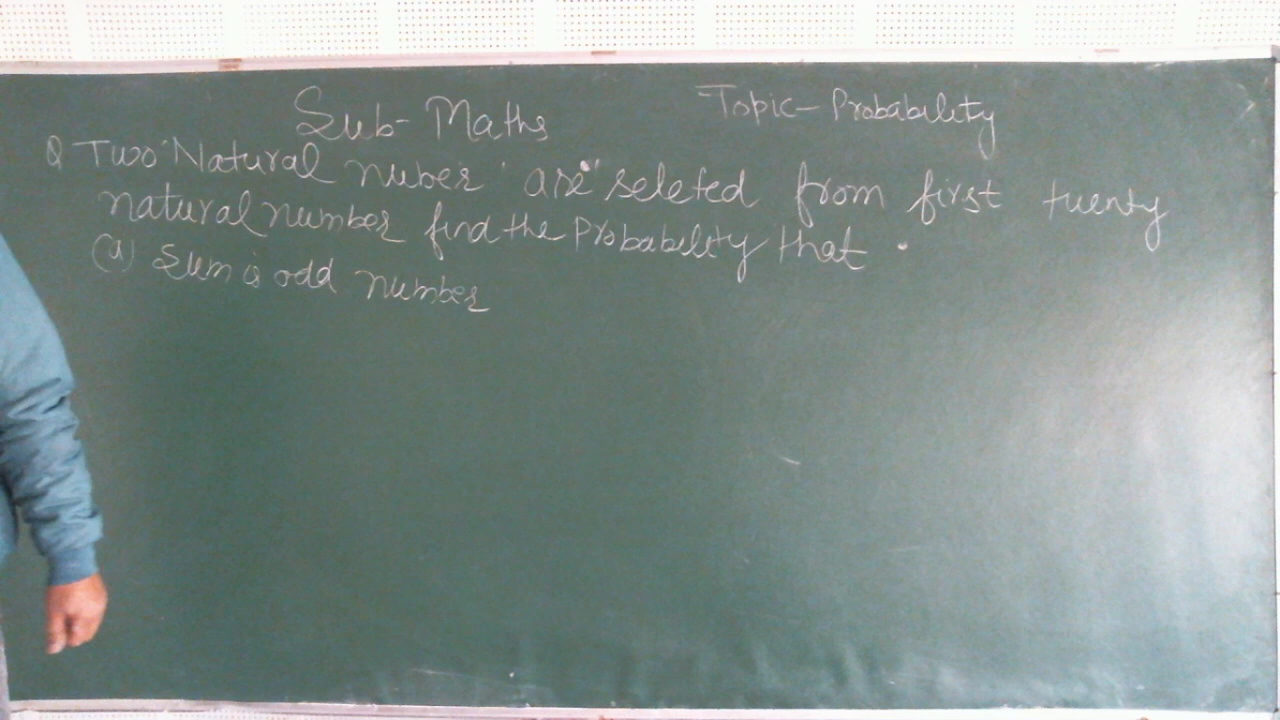 Sub- Maths Topic- Probability
Q Two Natural nuber are seleted from first tuenty
natural number find the Probability that
(a) Sum is odd number